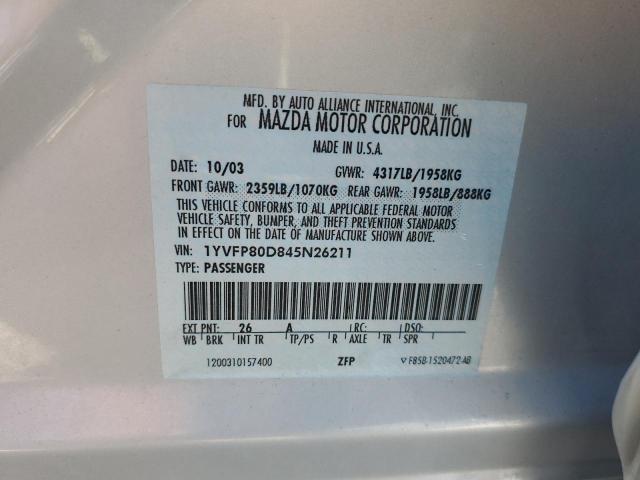 MFD. BY AUTO ALLIANCE INTERNATIONAL, INC.
FOR MAZDA MOTOR CORPORATION
MADE IN U.S.A.
DATE: 10/03 GVWR: 4317LB/1958KG
FRONT GAWR: 2359LB/1070KG REAR GAWR: 1958LB/888KG
THIS VEHICLE CONFORMS TO ALL APPLICABLE FEDERAL MOTOR
VEHICLE SAFETY, BUMPER, AND THEFT PREVENTION STANDARDS
IN EFFECT ON THE DATE OF MANUFACTURE SHOWN ABOVE.
VIN: 1YVFP80D845N26211
TYPE: PASSENGER
EXT PNT: 26 A RC: DSO:
WB BRK INT TR TP/PS R AXLE TR SPR
1200310157400 ZFP F85B-1520472-AB